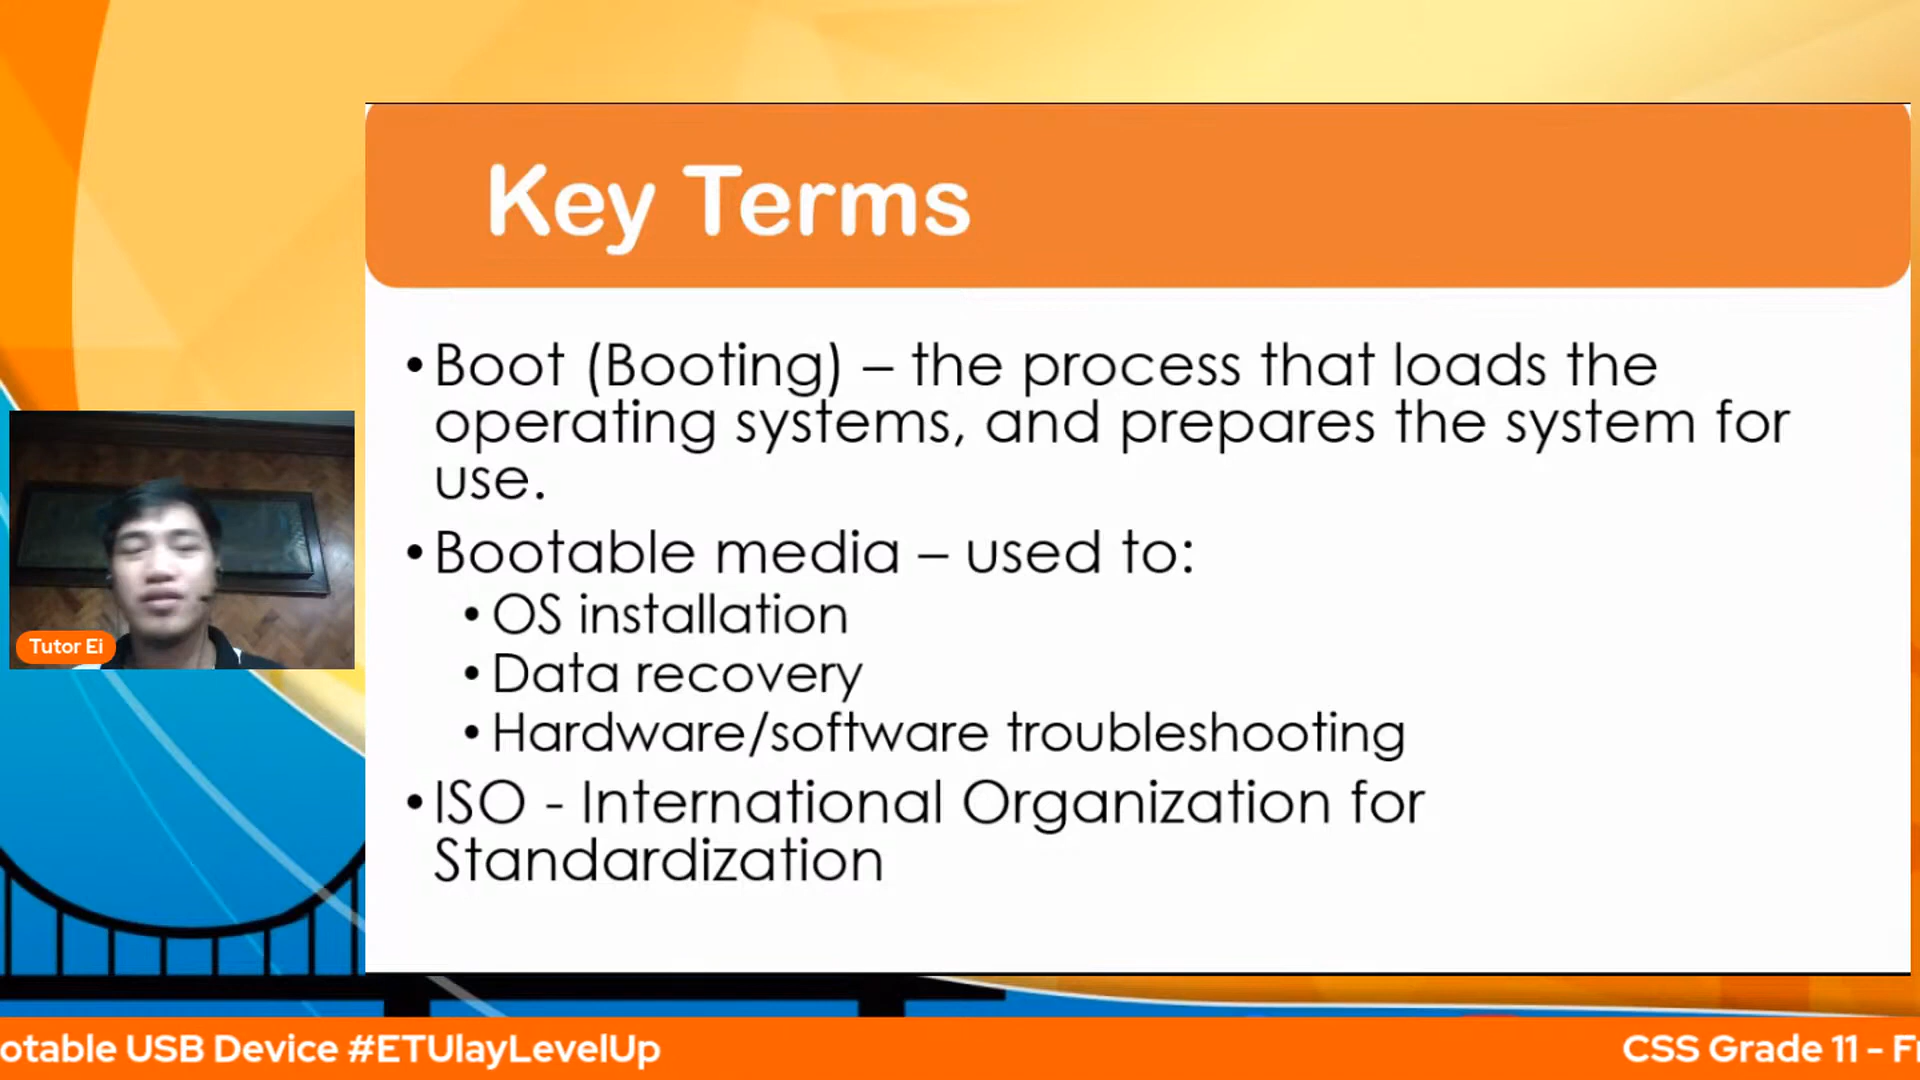 Key Terms
•Boot (Booting) – the process that loads the
operating systems, and prepares the system for
use.
•Bootable media – used to:
•OS installation
•Data recovery
•Hardware/software troubleshooting
•ISO - International Organization for
Standardization
Tutor Ei
otable USB Device #ETUlayLevelUp
CSS Grade 11 - Fr